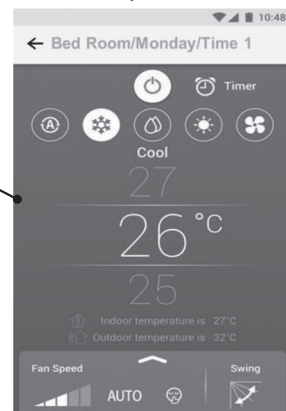 10:48
Bed Room/Monday/Time 1
Timer
A
Cool
27
26°C
25
Indoor temperature is 27°C
Outdoor temperature is 32°C
Fan Speed
Swing
AUTO